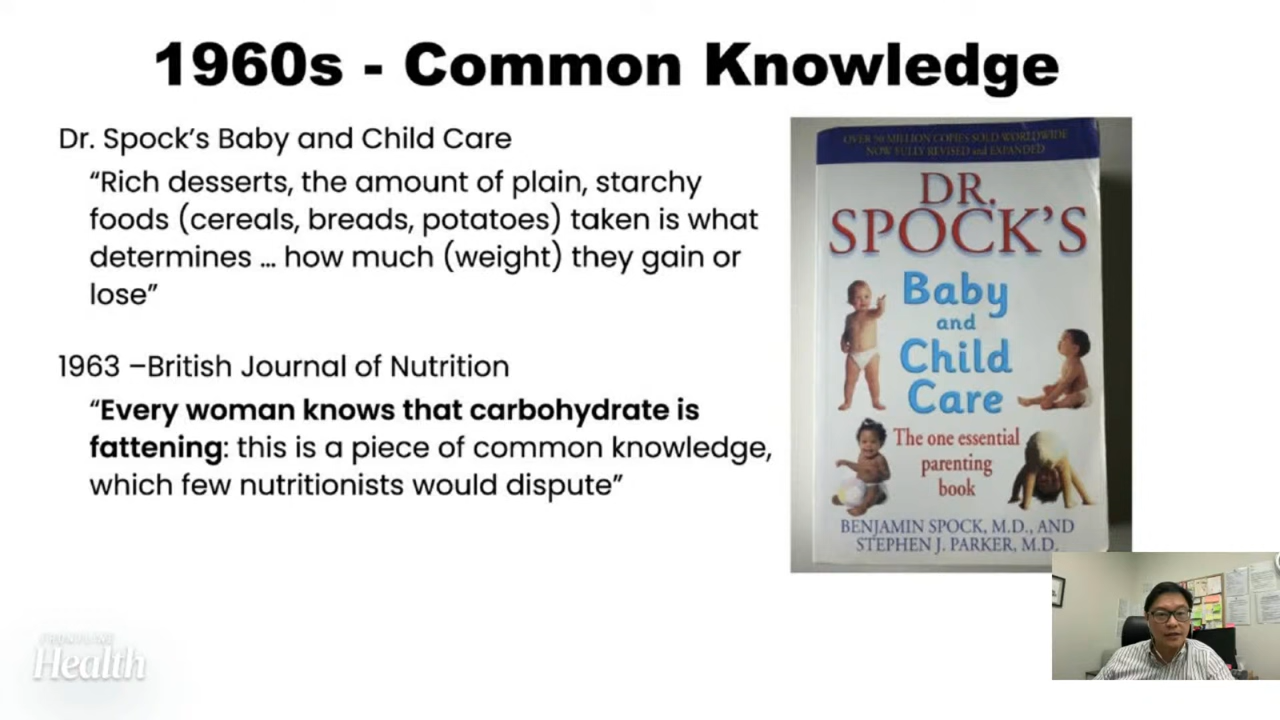 1960s - Common Knowledge
Dr. Spock's Baby and Child Care
“Rich desserts, the amount of plain, starchy
foods (cereals, breads, potatoes) taken is what
determines ... how much (weight) they gain or
lose”
1963 –British Journal of Nutrition
“Every woman knows that carbohydrate is
fattening: this is a piece of common knowledge,
which few nutritionists would dispute”
OVER 50 MILLION COPIES SOLD WORLDWIDE
NOW FULLY REVISED and EXPANDED
DR.
SPOCK'S
Baby
and
Child
Care
The one essential
parenting
book
BENJAMIN SPOCK, M.D., AND
STEPHEN J. PARKER, M.D.
Health